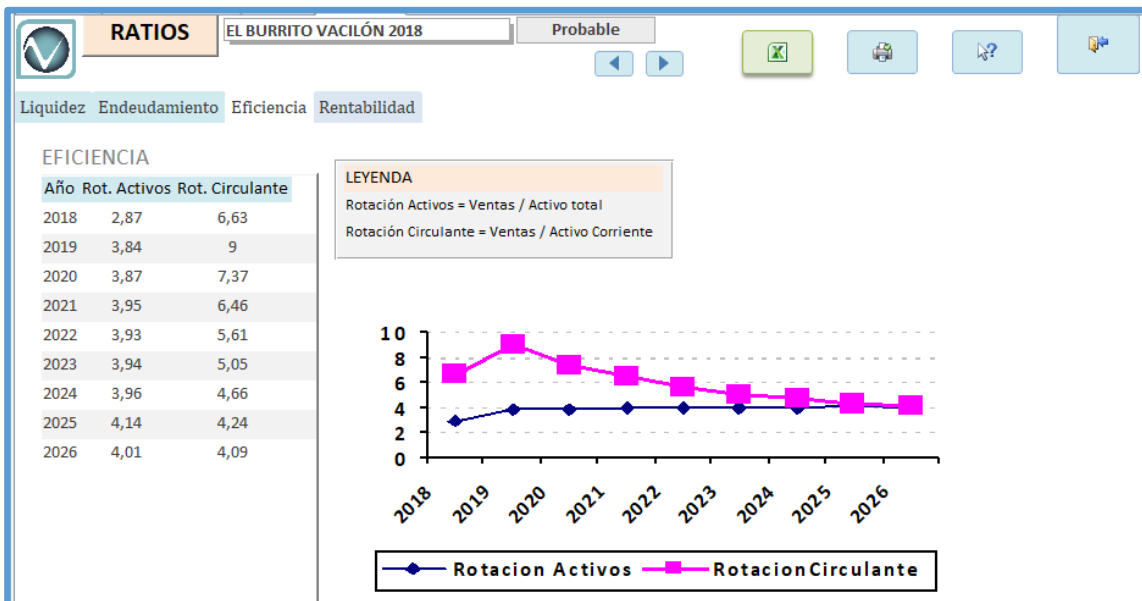 RATIOS
EL BURRITO VACILÓN 2018
Probable
Liquidez Endeudamiento Eficiencia Rentabilidad
EFICIENCIA
Año Rot. Activos Rot. Circulante
2018 2,87 6,63
2019 3,84 9
2020 3,87 7,37
2021 3,95 6,46
2022 3,93 5,61
2023 3,94 5,05
2024 3,96 4,66
2025 4,14 4,24
2026 4,01 4,09
LEYENDA
Rotación Activos = Ventas / Activo total
Rotación Circulante = Ventas / Activo Corriente
10
8
6
4
2
0
2018 2019 2020 2021 2022 2023 2024 2025 2026
Rotacion Activos RotacionCirculante